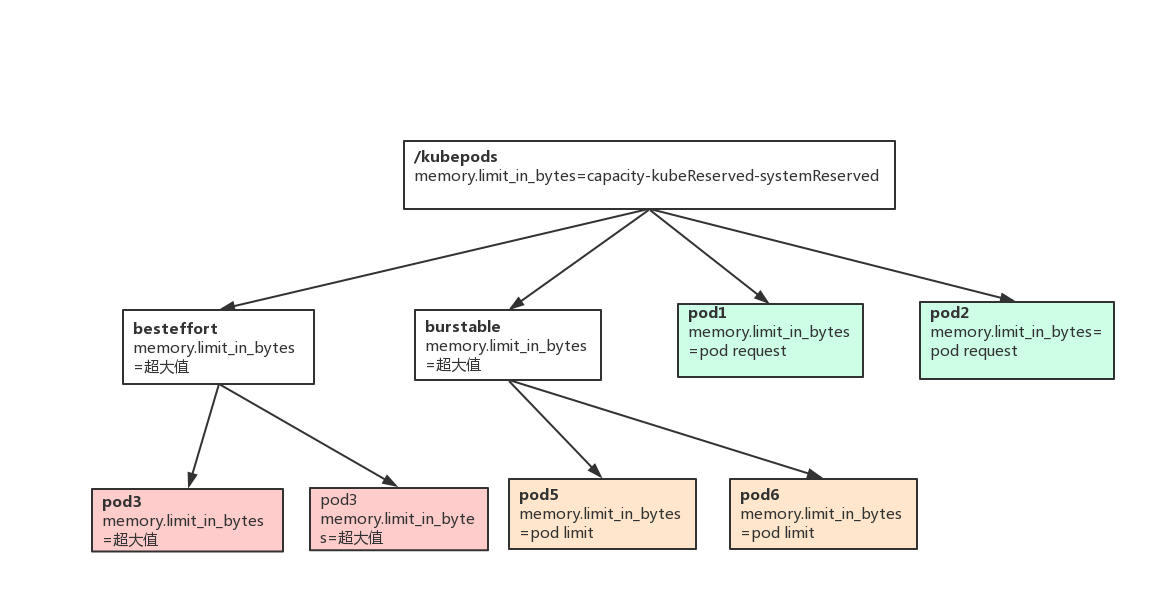 /kubepods
memory.limit_in_bytes=capacity-kubeReserved-systemReserved
besteffort
memory.limit_in_bytes
=超大值
burstable
memory.limit_in_bytes
=超大值
pod1
memory.limit_in_bytes
=pod request
pod2
memory.limit_in_bytes=
pod request
pod3
memory.limit_in_bytes
=超大值
pod3
memory.limit_in_byte
s=超大值
pod5
memory.limit_in_bytes
=pod limit
pod6
memory.limit_in_bytes
=pod limit